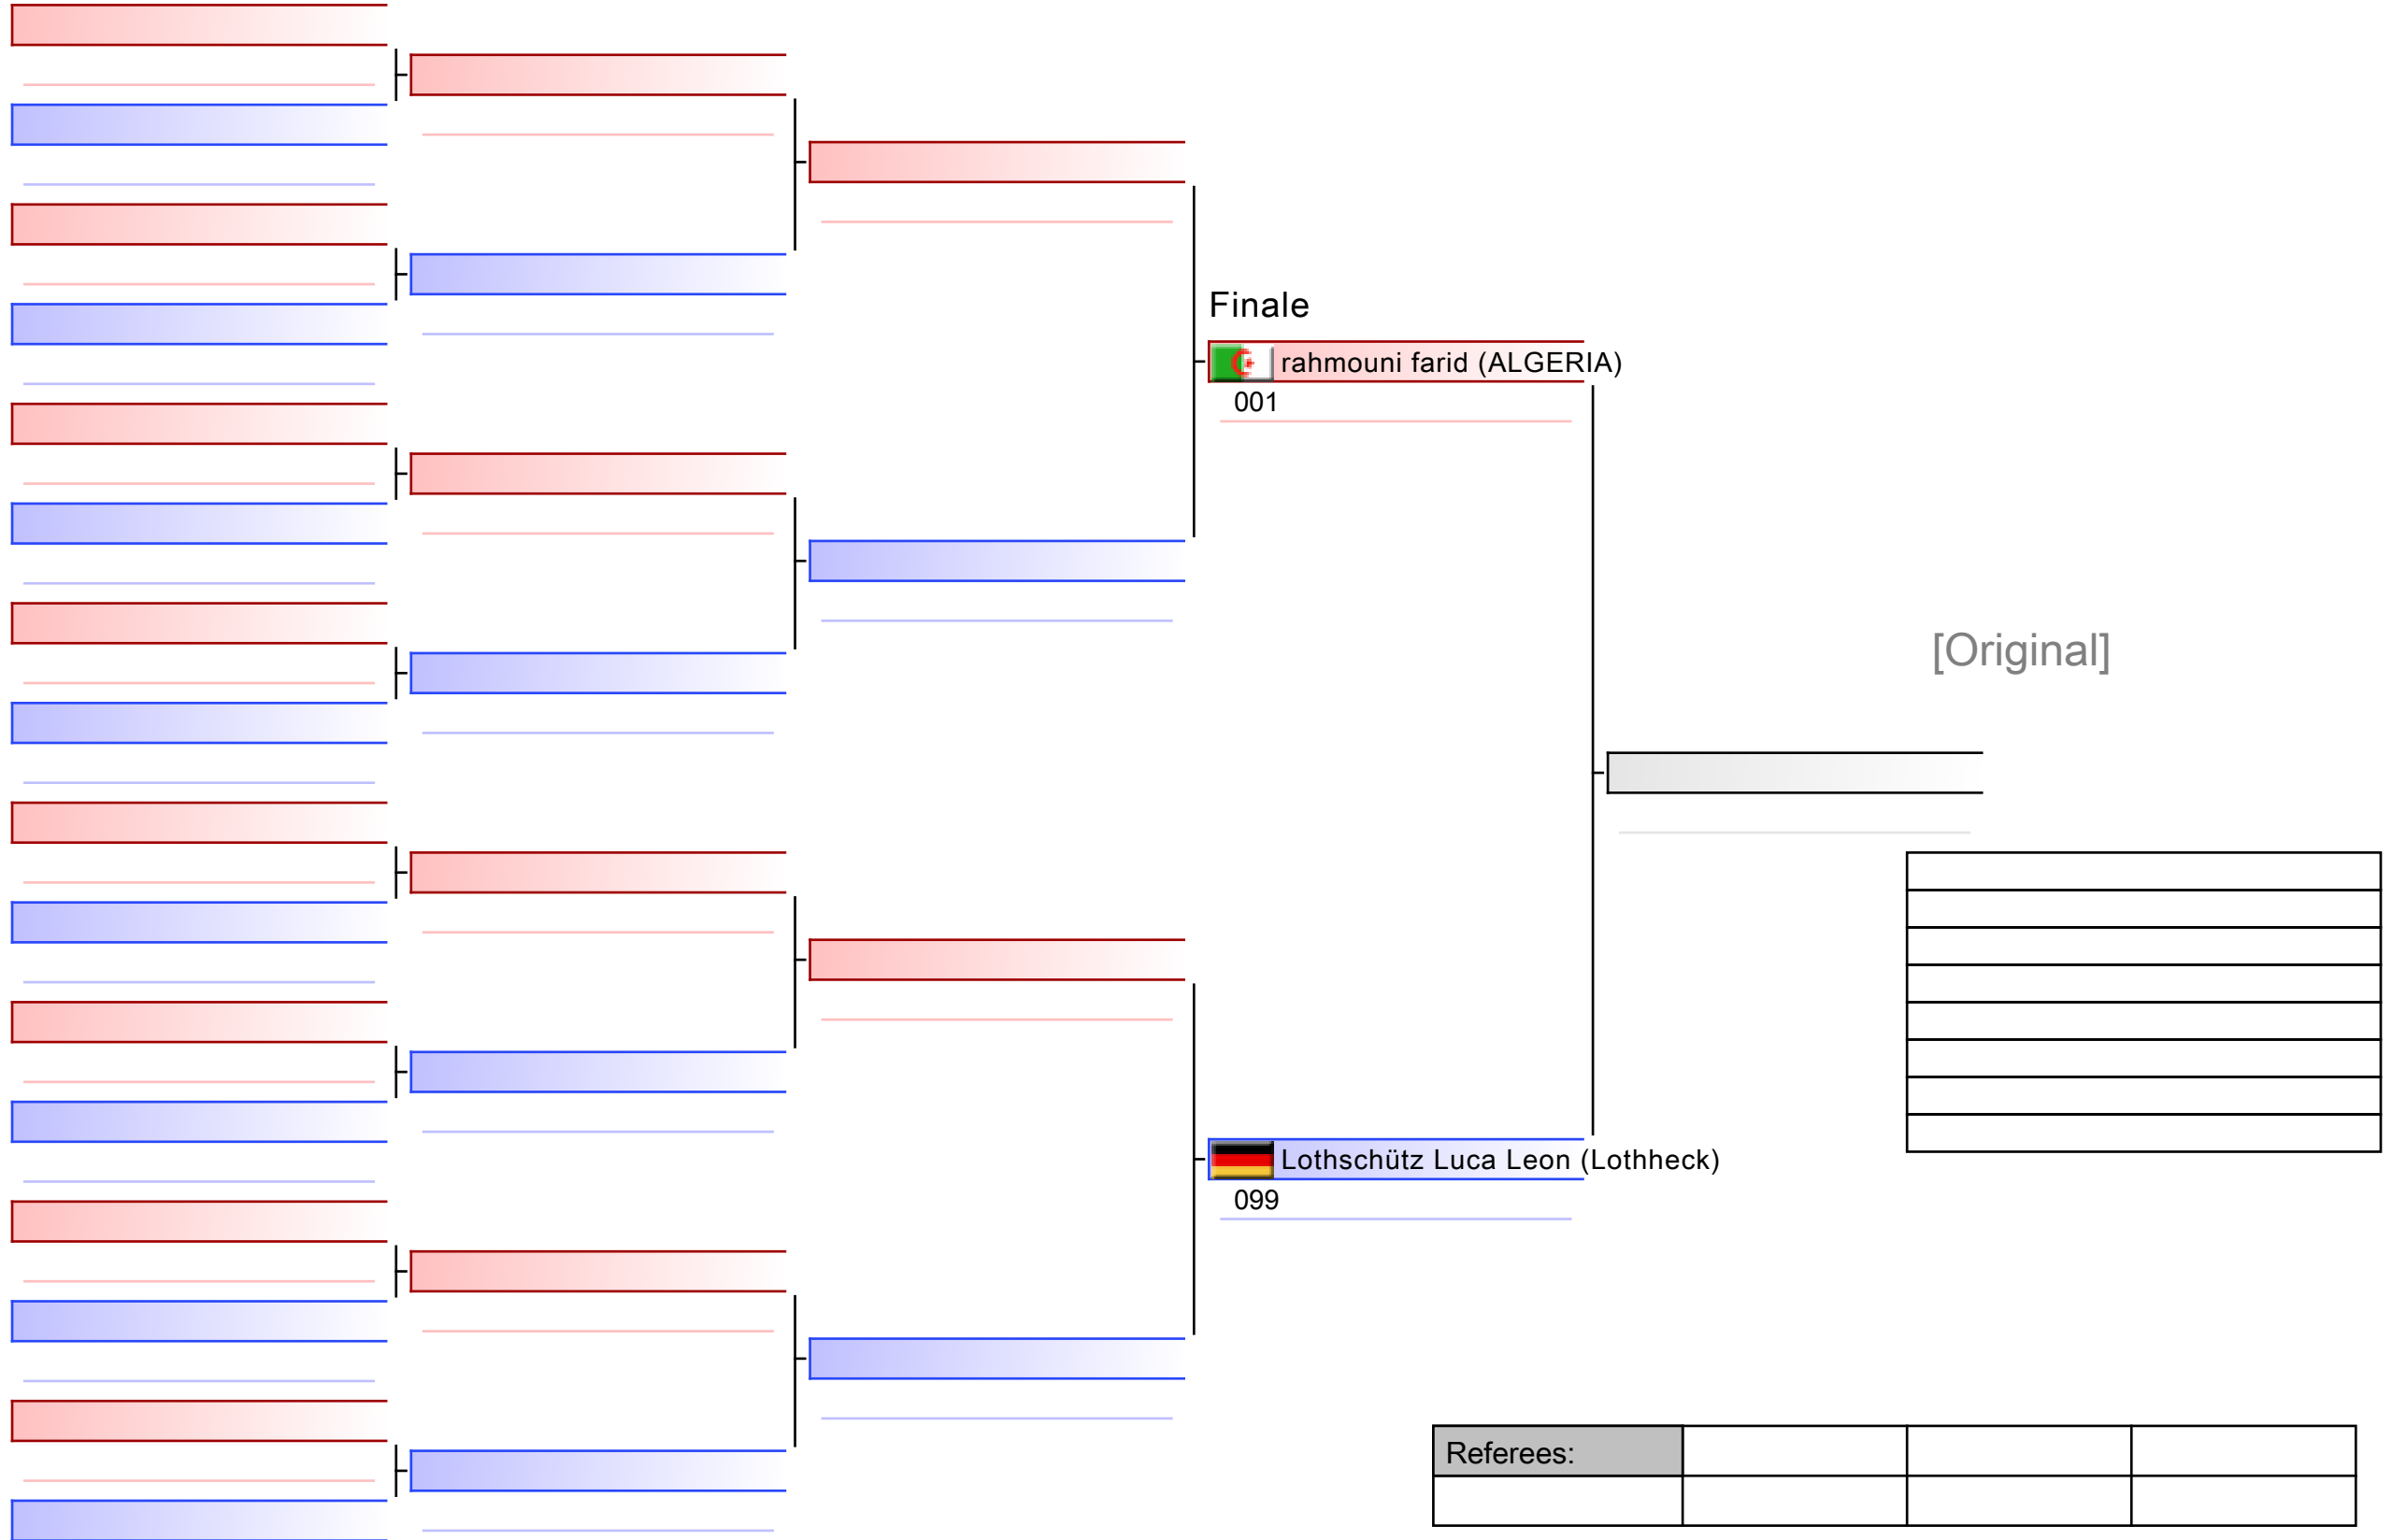 Finale
rahmouni farid (ALGERIA)
001
[Original]
Lothschütz Luca Leon (Lothheck)
099
Referees: